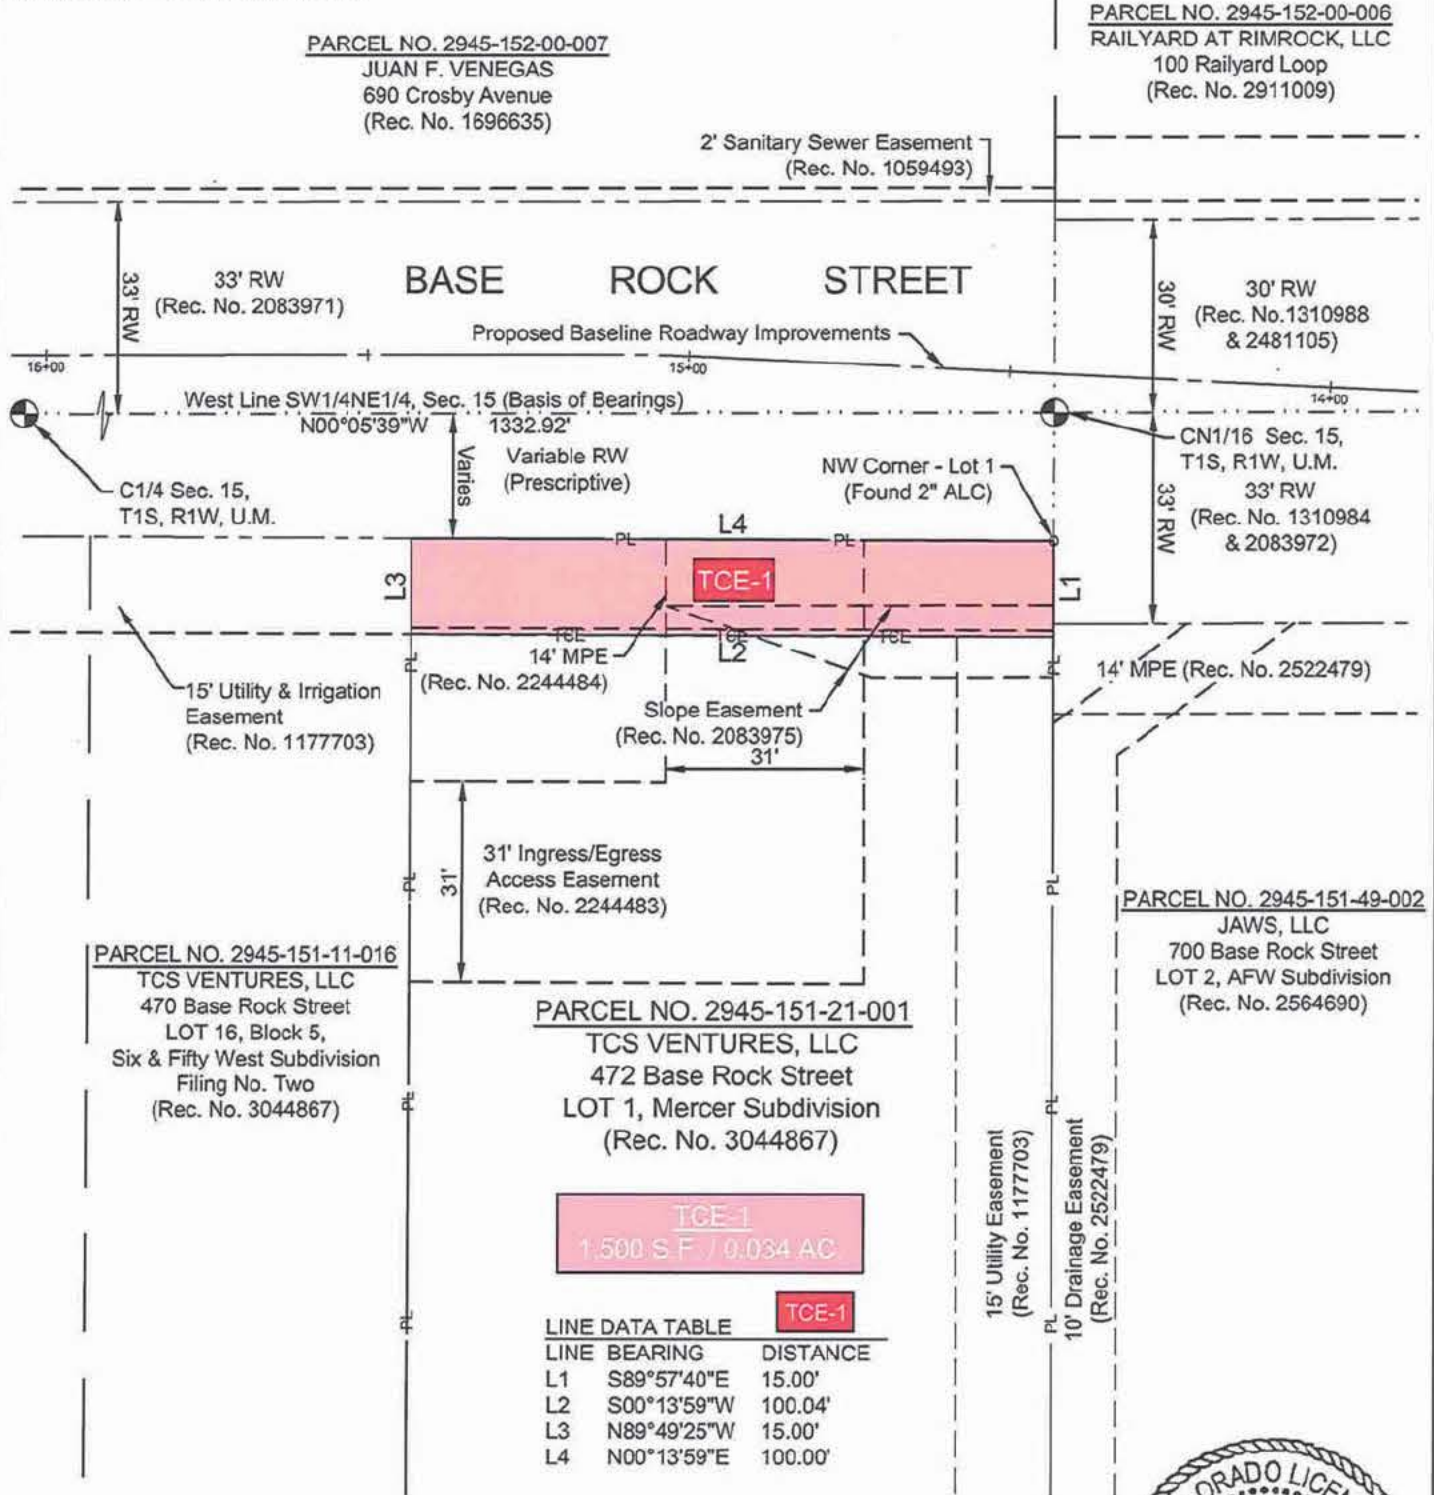 PARCEL NO. 2945-152-00-007
JUAN F. VENEGAS
690 Crosby Avenue
(Rec. No. 1696635)
PARCEL NO. 2945-152-00-006
RAILYARD AT RIMROCK, LLC
100 Railyard Loop
(Rec. No. 2911009)
2' Sanitary Sewer Easement
(Rec. No. 1059493)
33' RW
33' RW
(Rec. No. 2083971)
BASE ROCK STREET
30' RW
30' RW
(Rec. No.1310988
& 2481105)
Proposed Baseline Roadway Improvements
16+00
15+00
14+00
West Line SW1/4NE1/4, Sec. 15 (Basis of Bearings)
N00°05'39"W 1332.92'
Varies
Variable RW
(Prescriptive)
C1/4 Sec. 15,
T1S, R1W, U.M.
NW Corner - Lot 1
(Found 2" ALC)
CN1/16 Sec. 15,
T1S, R1W, U.M.
33' RW
33' RW
(Rec. No. 1310984
& 2083972)
L4
PL
PL
L3
TCE-1
L1
TCE
TCE
TCE
L2
PL
PL
14' MPE
(Rec. No. 2244484)
14' MPE (Rec. No. 2522479)
15' Utility & Irrigation
Easement
(Rec. No. 1177703)
Slope Easement
(Rec. No. 2083975)
31'
31'
31' Ingress/Egress
Access Easement
(Rec. No. 2244483)
PL
PL
PARCEL NO. 2945-151-49-002
JAWS, LLC
700 Base Rock Street
LOT 2, AFW Subdivision
(Rec. No. 2564690)
PARCEL NO. 2945-151-11-016
TCS VENTURES, LLC
470 Base Rock Street
LOT 16, Block 5,
Six & Fifty West Subdivision
Filing No. Two
(Rec. No. 3044867)
PARCEL NO. 2945-151-21-001
TCS VENTURES, LLC
472 Base Rock Street
LOT 1, Mercer Subdivision
(Rec. No. 3044867)
PL
PL
15' Utility Easement
(Rec. No. 1177703)
10' Drainage Easement
(Rec. No. 2522479)
TCE-1
1,500 S.F. / 0.034 AC.
PL
PL
TCE-1
LINE DATA TABLE
LINE BEARING DISTANCE
L1 S89°57'40"E 15.00'
L2 S00°13'59"W 100.04'
L3 N89°49'25"W 15.00'
L4 N00°13'59"E 100.00'